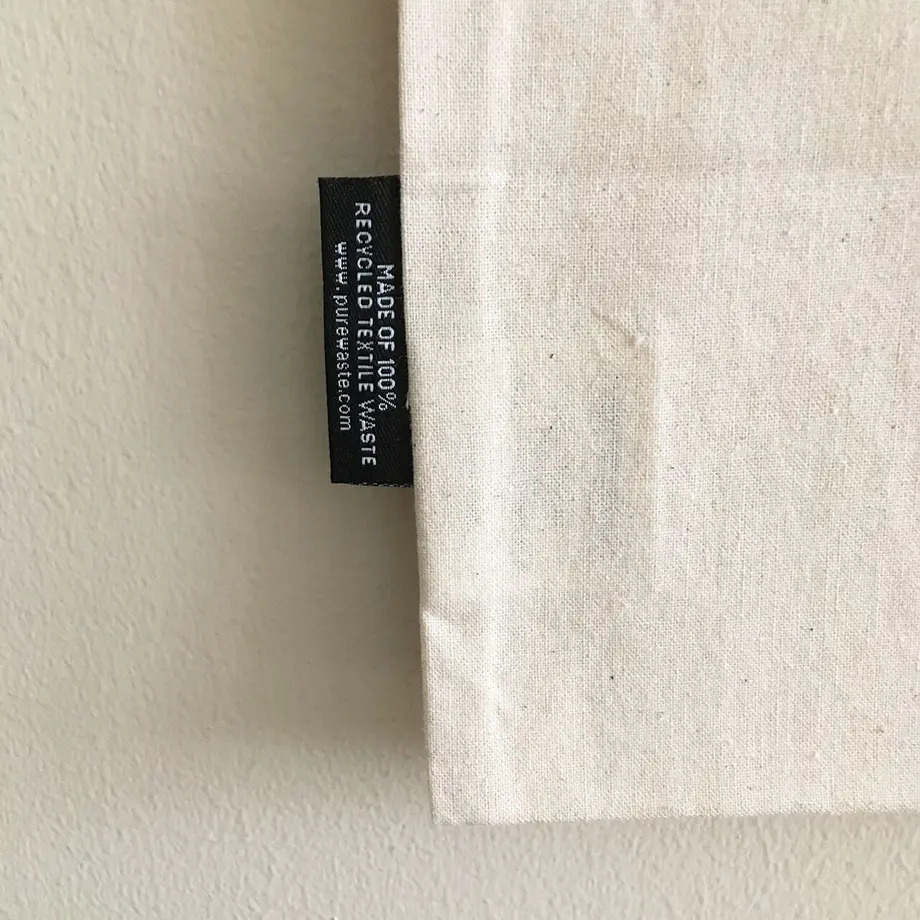 MADE OF 100%
RECYCLED TEXTILE WASTE
www.purewaste.com